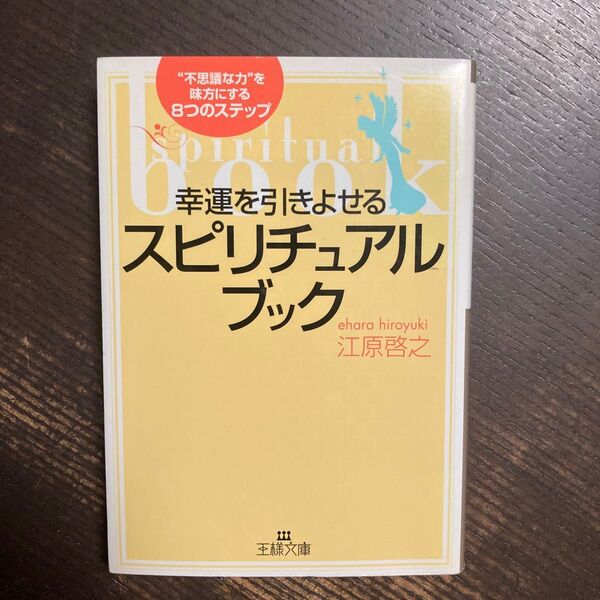 “不思議な力”を
味方にする
8つのステップ
spiritual
book
幸運を引きよせる
スピリチュアル
ブック
ehara hiroyuki
江原啓之
王様文庫